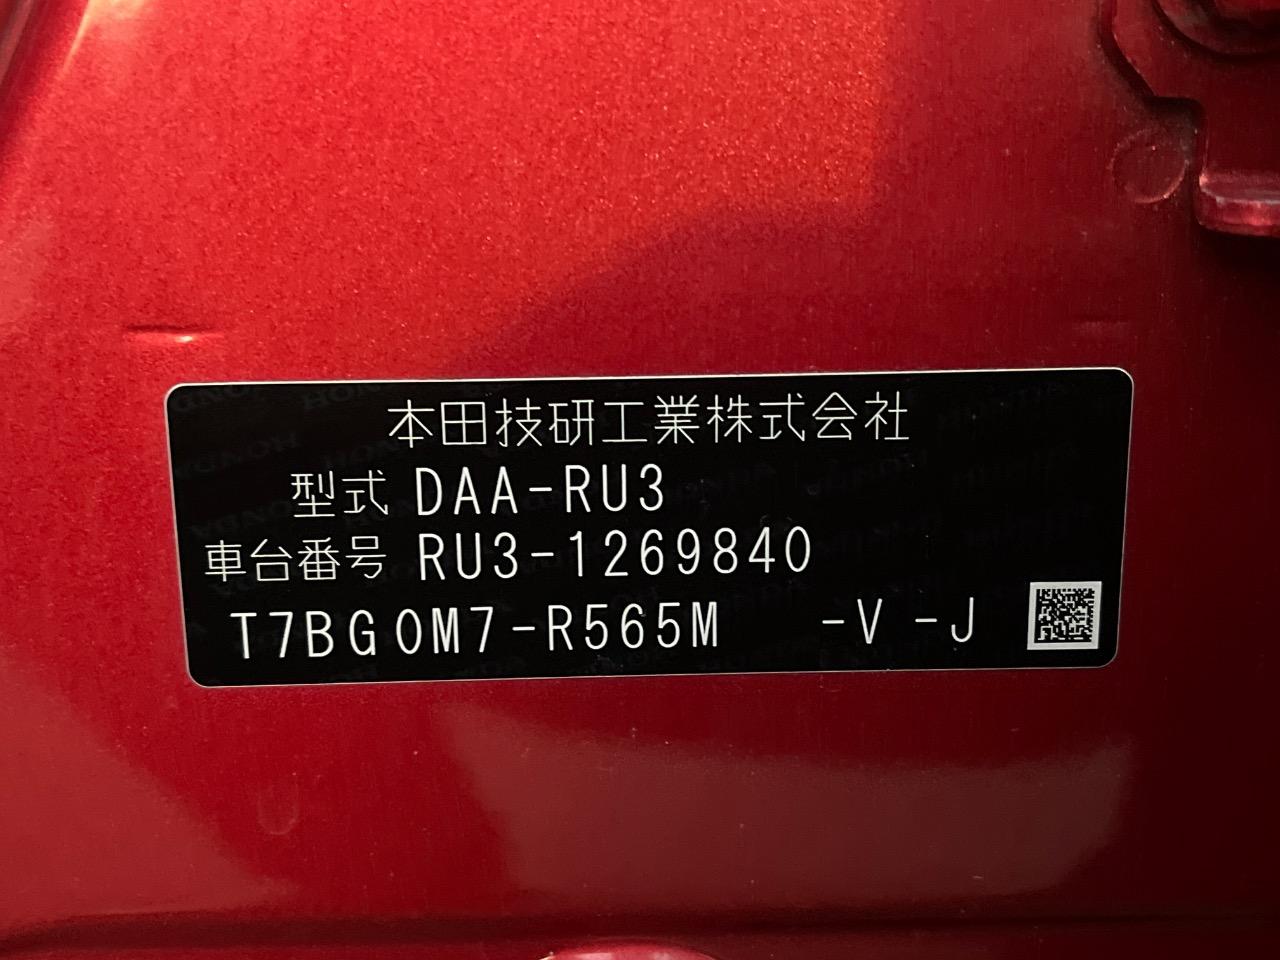 本田技研工業株式会社
型式 DAA-RU3
車台番号 RU3-1269840
T7BG0M7-R565M -V -J